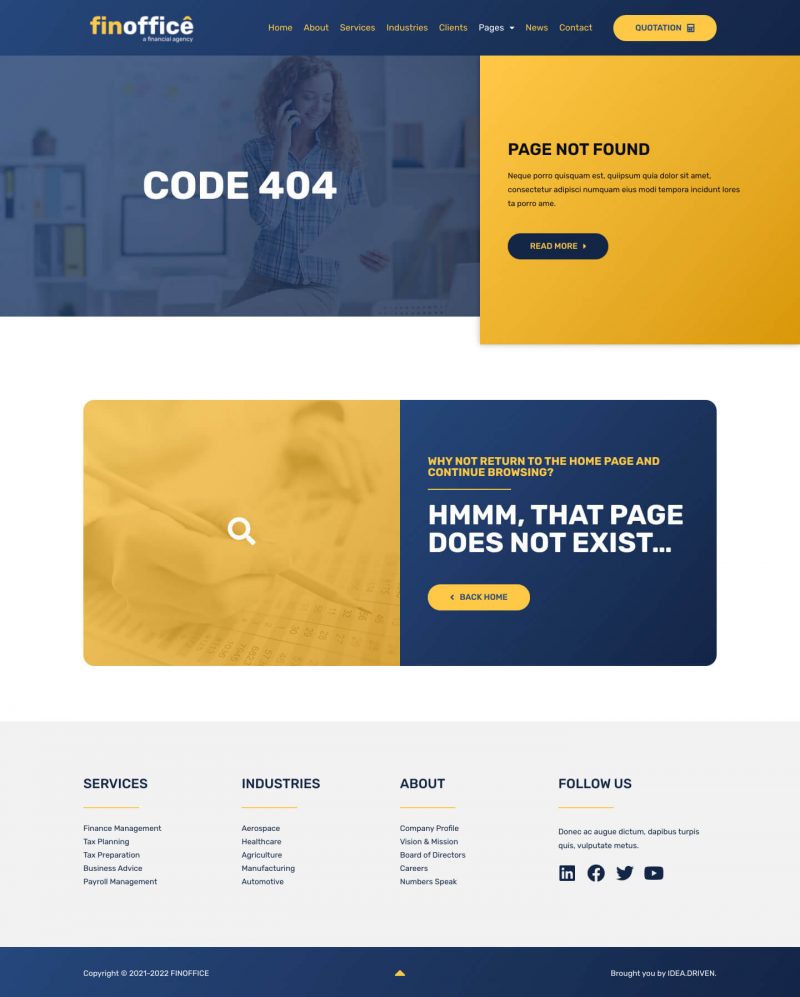 finofficê
a financial agency
Home About Services Industries Clients Pages News Contact QUOTATION
CODE 404
PAGE NOT FOUND
Neque porro quisquam est, quiipsum quia dolor sit amet,
consectetur adipisci numquam eius modi tempora incidunt lores
ta porro ame.
READ MORE
WHY NOT RETURN TO THE HOME PAGE AND
CONTINUE BROWSING?
HMMM, THAT PAGE
DOES NOT EXIST...
BACK HOME
SERVICES
Finance Management
Tax Planning
Tax Preparation
Business Advice
Payroll Management
INDUSTRIES
Aerospace
Healthcare
Agriculture
Manufacturing
Automotive
ABOUT
Company Profile
Vision & Mission
Board of Directors
Careers
Numbers Speak
FOLLOW US
Donec ac augue dictum, dapibus turpis
quis, vulputate metus.
Copyright © 2021-2022 FINOFFICE
Brought you by IDEA.DRIVEN.